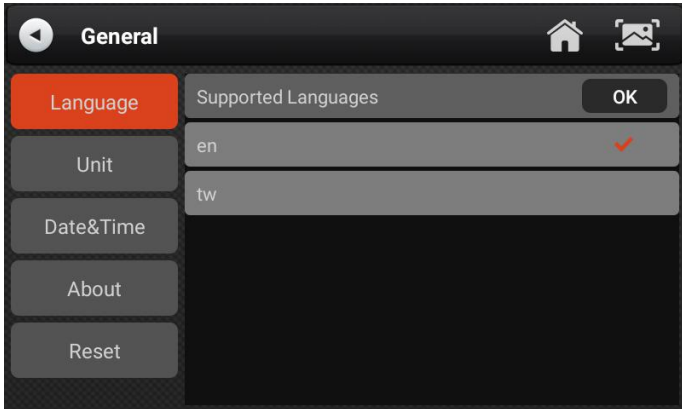 General
Language
Unit
Date&Time
About
Reset
Supported Languages
OK
en
tw